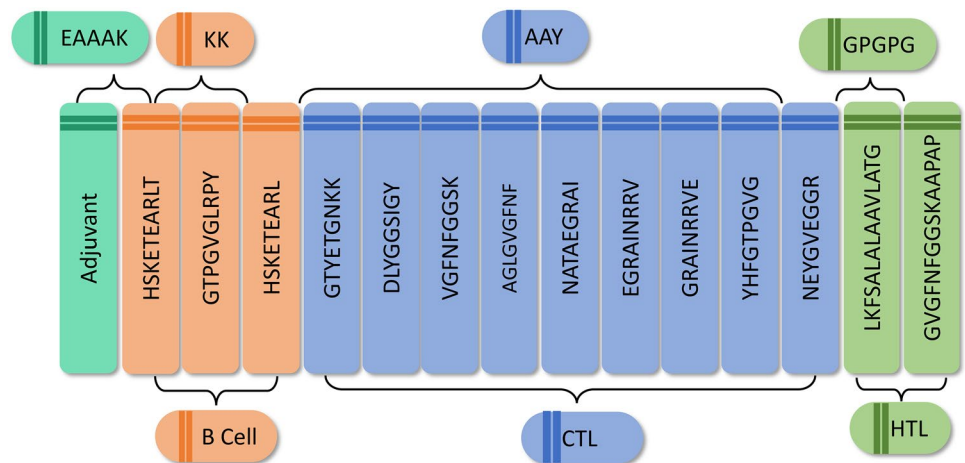 EAAAK
KK
AAY
GPGPG
Adjuvant
HSKETEARLT
GTPGVGLRPY
HSKETEARL
GTYETGNKK
DLYGGSIGY
VGFNFGGSK
AGLGVGFNF
NATAEGRAI
EGRAINRRV
GRAINRRVE
YHFGTPGVG
NEYGVEGGR
LKFSALALAAVLATG
GVGFNFGGSKAAPAP
B Cell
CTL
HTL